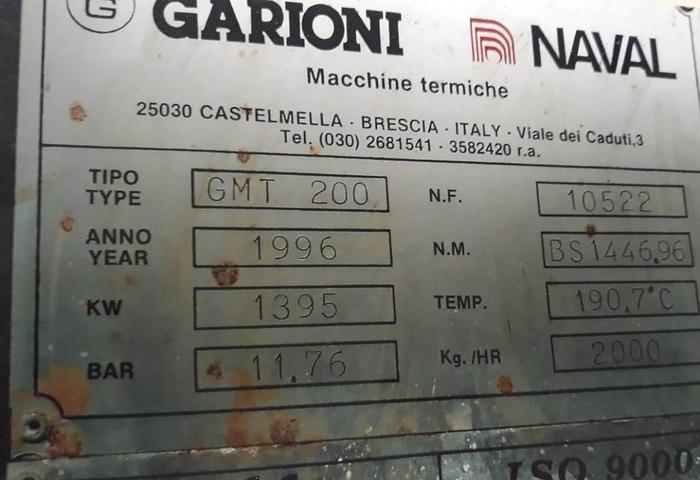 G GARIONI NAVAL
Macchine termiche
25030 CASTELMELLA - BRESCIA - ITALY - Viale dei Caduti,3
Tel. (030) 2681541 - 3582420 r.a.
TIPO
TYPE GMT 200 N.F. 10522
ANNO
YEAR 1996 N.M. BS1446.96
KW 1395 TEMP. 190.7°C
BAR 11.76 Kg./HR 2000
ISO 9000